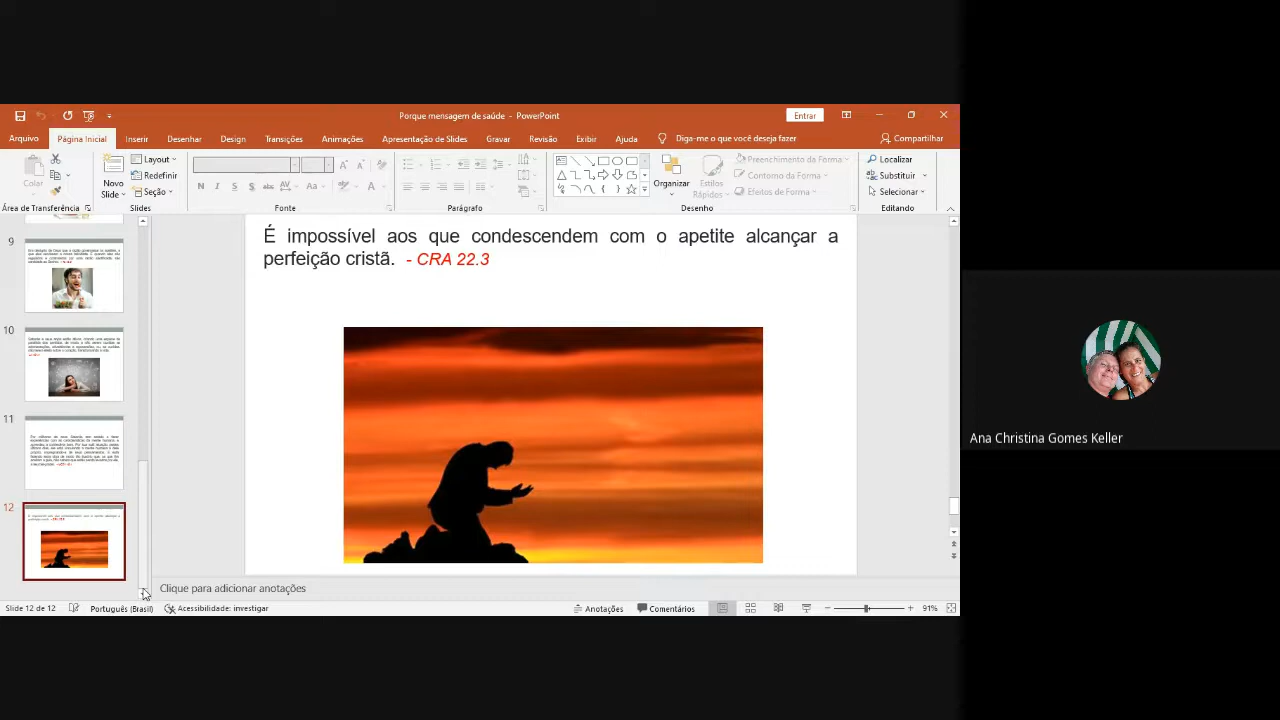 Porque mensagem de saúde - PowerPoint
Entrar
Arquivo Página Inicial Inserir Desenhar Design Transições Animações Apresentação de Slides Gravar Revisão Exibir Ajuda Diga-me o que você deseja fazer Compartilhar
Colar
Área de Transferência
Novo Slide
Layout
Redefinir
Seção
Slides
N I S S abc AV Aa A
Fonte
Parágrafo
Organizar
Estilos Rápidos
Preenchimento da Forma
Contorno da Forma
Efeitos de Forma
Desenho
Localizar
Substituir
Selecionar
Editando
9
10
11
12
É impossível aos que condescendem com o apetite alcançar a
perfeição cristã. - CRA 22.3
Clique para adicionar anotações
Slide 12 de 12 Português (Brasil) Acessibilidade: investigar Anotações Comentários 91%
Ana Christina Gomes Keller